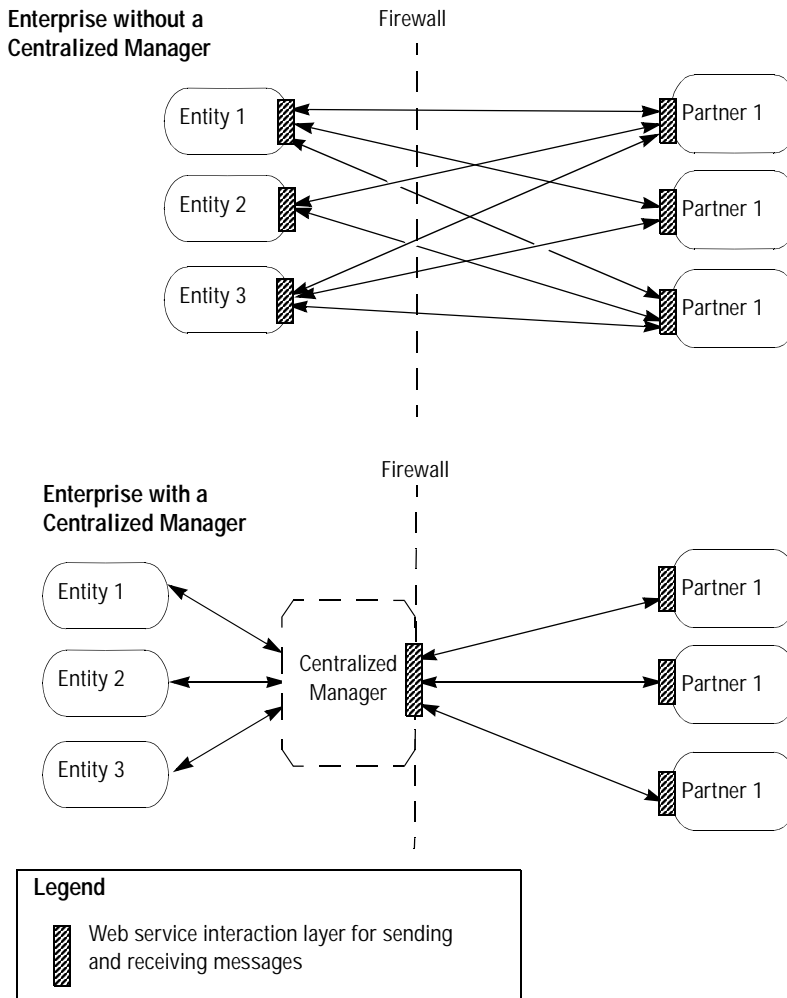 Enterprise without a
Centralized Manager
Firewall
Entity 1
Partner 1
Entity 2
Partner 1
Entity 3
Partner 1
Firewall
Enterprise with a
Centralized Manager
Entity 1
Partner 1
Entity 2
Centralized
Manager
Partner 1
Entity 3
Partner 1
Legend
Web service interaction layer for sending
and receiving messages